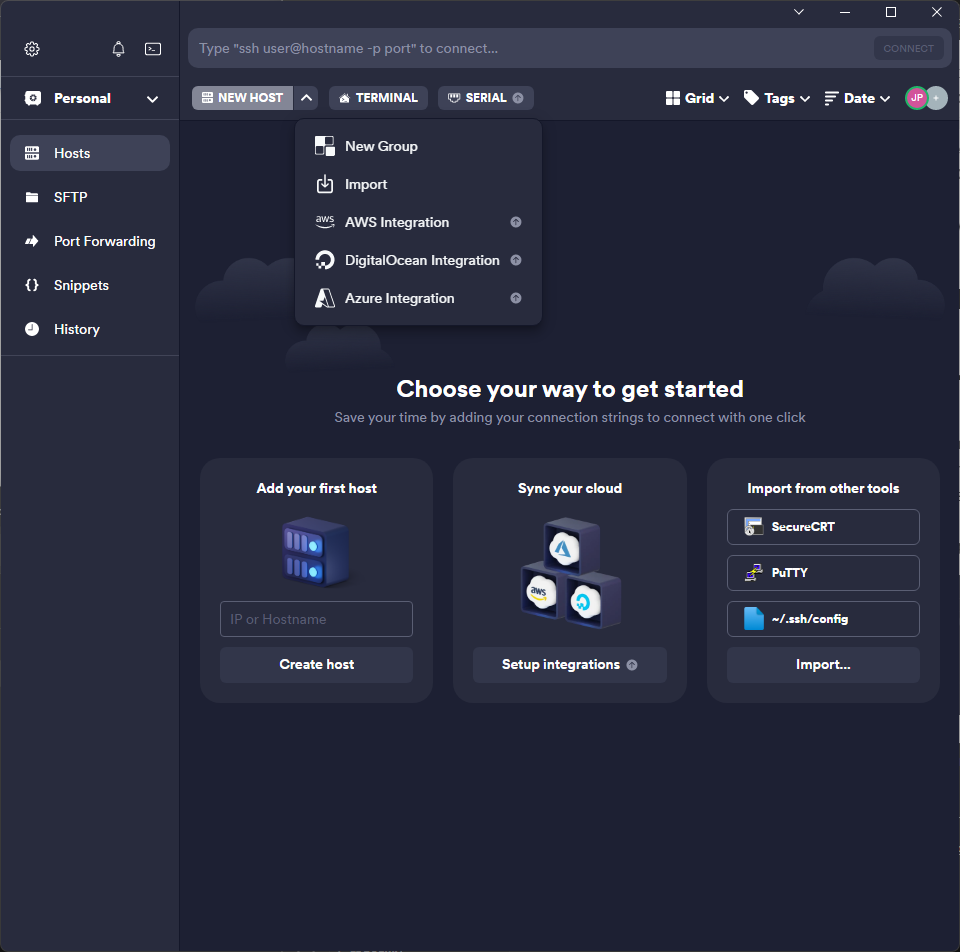 Type "ssh user@hostname -p port" to connect...
CONNECT
Personal
NEW HOST
TERMINAL
SERIAL
Grid
Tags
Date
JP
+
Hosts
SFTP
Port Forwarding
Snippets
History
New Group
Import
aws AWS Integration
DigitalOcean Integration
Azure Integration
Choose your way to get started
Save your time by adding your connection strings to connect with one click
Add your first host
IP or Hostname
Create host
Sync your cloud
aws
Setup integrations
Import from other tools
SecureCRT
PuTTY
~/.ssh/config
Import...